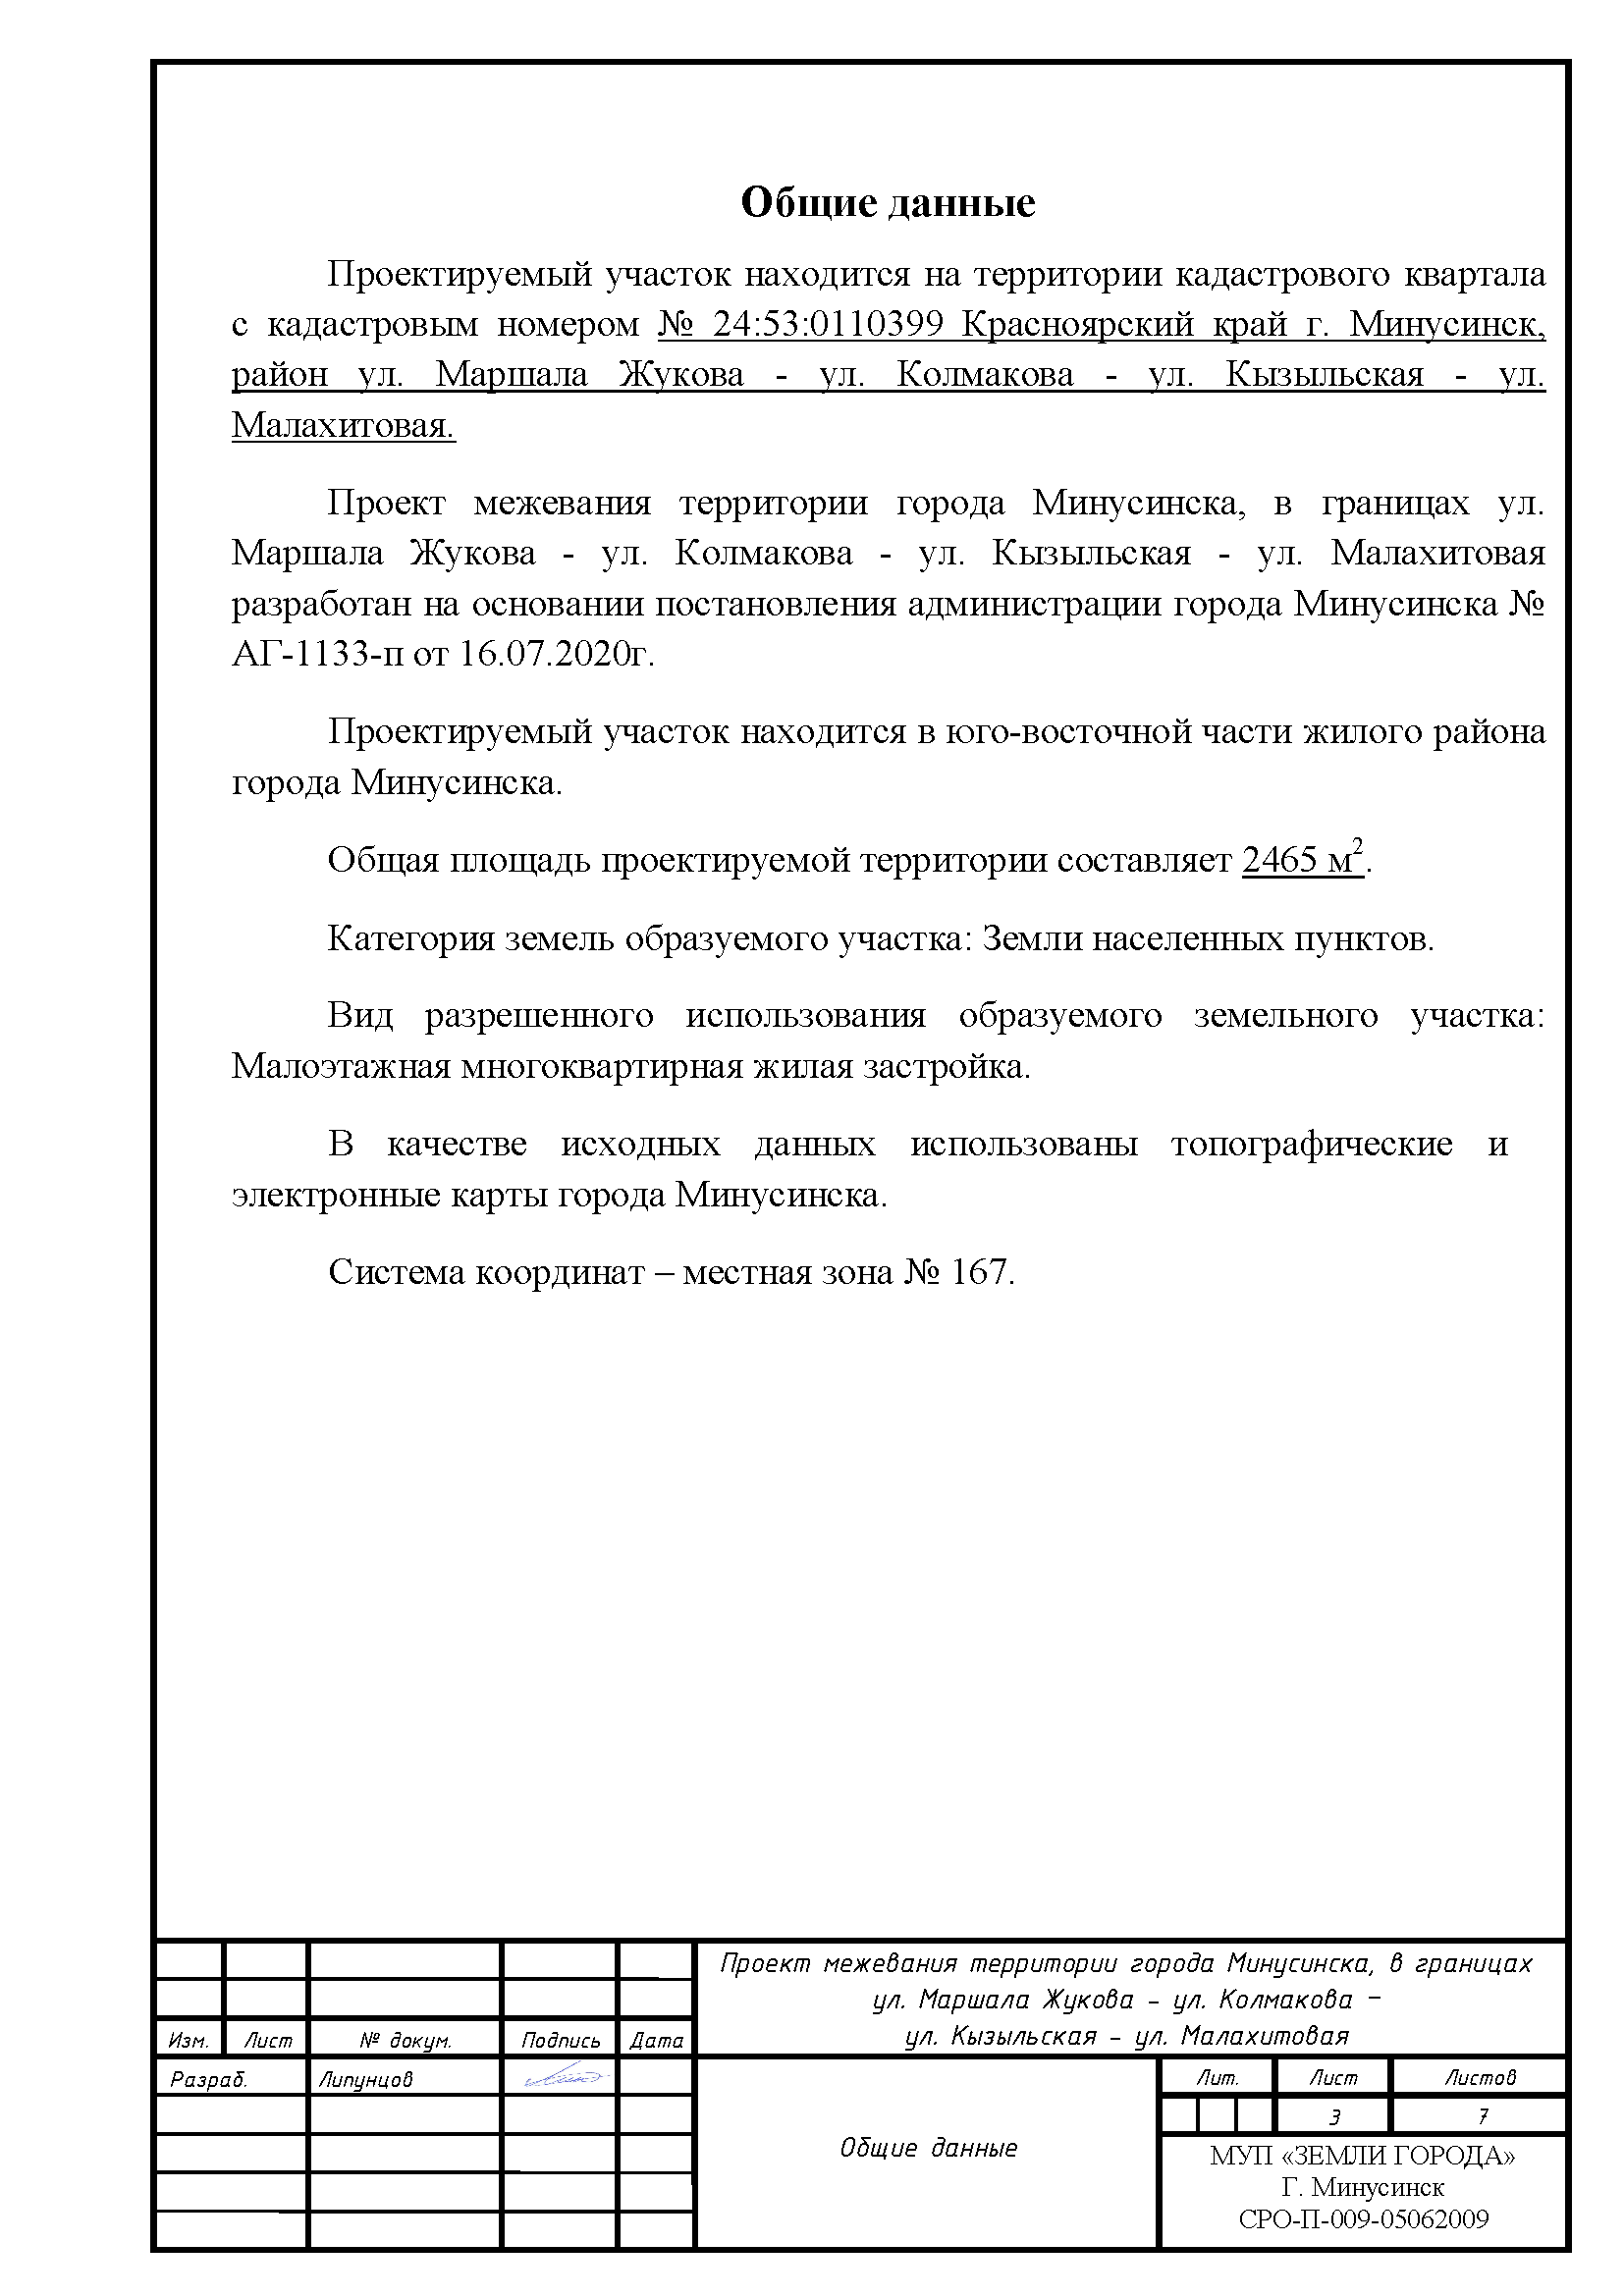 Общие данные
Проектируемый участок находится на территории кадастрового квартала
с кадастровым номером № 24:53:0110399 Красноярский край г. Минусинск,
район ул. Маршала Жукова - ул. Колмакова - ул. Кызыльская - ул.
Малахитовая.
Проект межевания территории города Минусинска, в границах ул.
Маршала Жукова - ул. Колмакова - ул. Кызыльская - ул. Малахитовая
разработан на основании постановления администрации города Минусинска №
АГ-1133-п от 16.07.2020г.
Проектируемый участок находится в юго-восточной части жилого района
города Минусинска.
Общая площадь проектируемой территории составляет 2465 м².
Категория земель образуемого участка: Земли населенных пунктов.
Вид разрешенного использования образуемого земельного участка:
Малоэтажная многоквартирная жилая застройка.
В качестве исходных данных использованы топографические и
электронные карты города Минусинска.
Система координат – местная зона № 167.
Проект межевания территории города Минусинска, в границах
ул. Маршала Жукова - ул. Колмакова –
ул. Кызыльская - ул. Малахитовая
Изм. Лист № докум. Подпись Дата
Разраб. Липунцов
Общие данные
Лит. Лист Листов
3 7
МУП «ЗЕМЛИ ГОРОДА»
Г. Минусинск
СРО-П-009-05062009